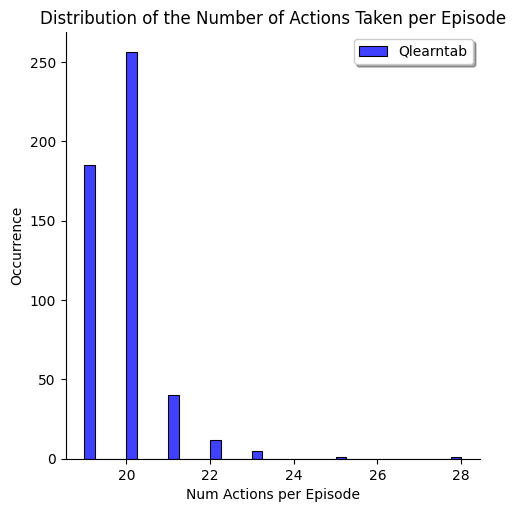 Distribution of the Number of Actions Taken per Episode
Qlearntab
250
200
150
100
50
0
Occurrence
20 22 24 26 28
Num Actions per Episode